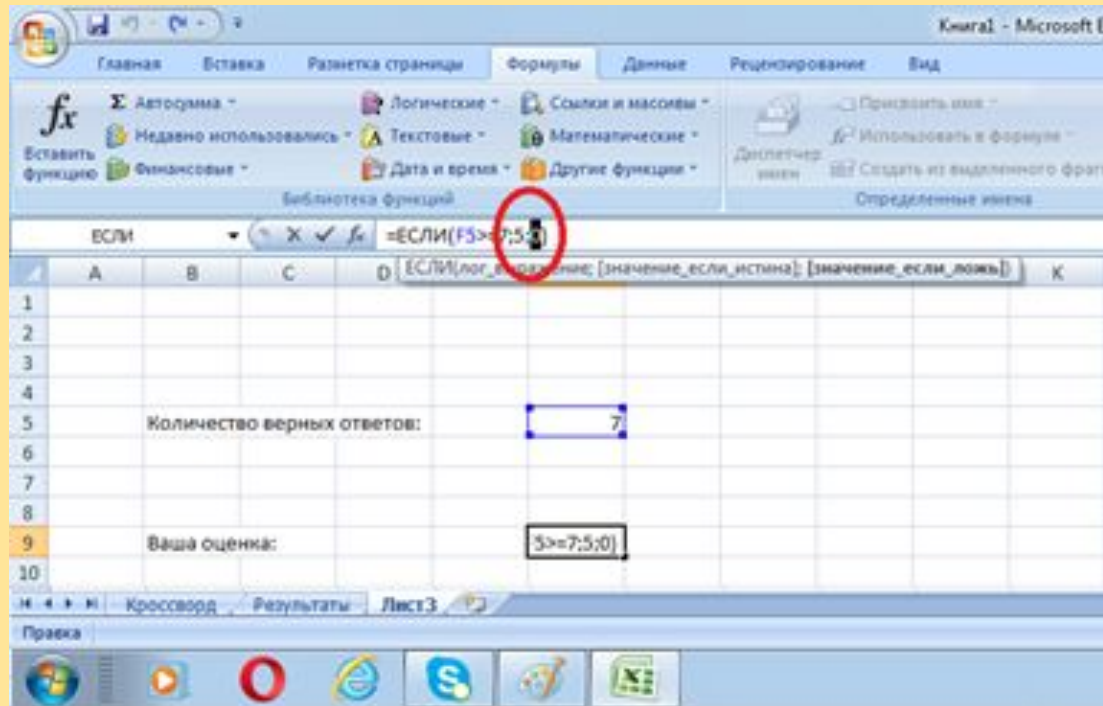 Книга1 - Microsoft E
Главная Вставка Разметка страницы Формулы Данные Рецензирование Вид
fx Вставить функцию
Σ Автосумма
Недавно использовались
Финансовые
Логические
Текстовые
Дата и время
Ссылки и массивы
Математические
Другие функции
Библиотека функций
Диспетчер имен
Присвоить имя
Использовать в формуле
Создать из выделенного фраг
Определенные имена
ЕСЛИ fx =ЕСЛИ(F5>=7;5;0)
ЕСЛИ(лог_выражение; [значение_если_истина]; [значение_если_ложь])
A B C D K
1
2
3
4
5 Количество верных ответов: 7
6
7
8
9 Ваша оценка: 5>=7;5;0)
10
Кроссворд Результаты Лист3
Правка